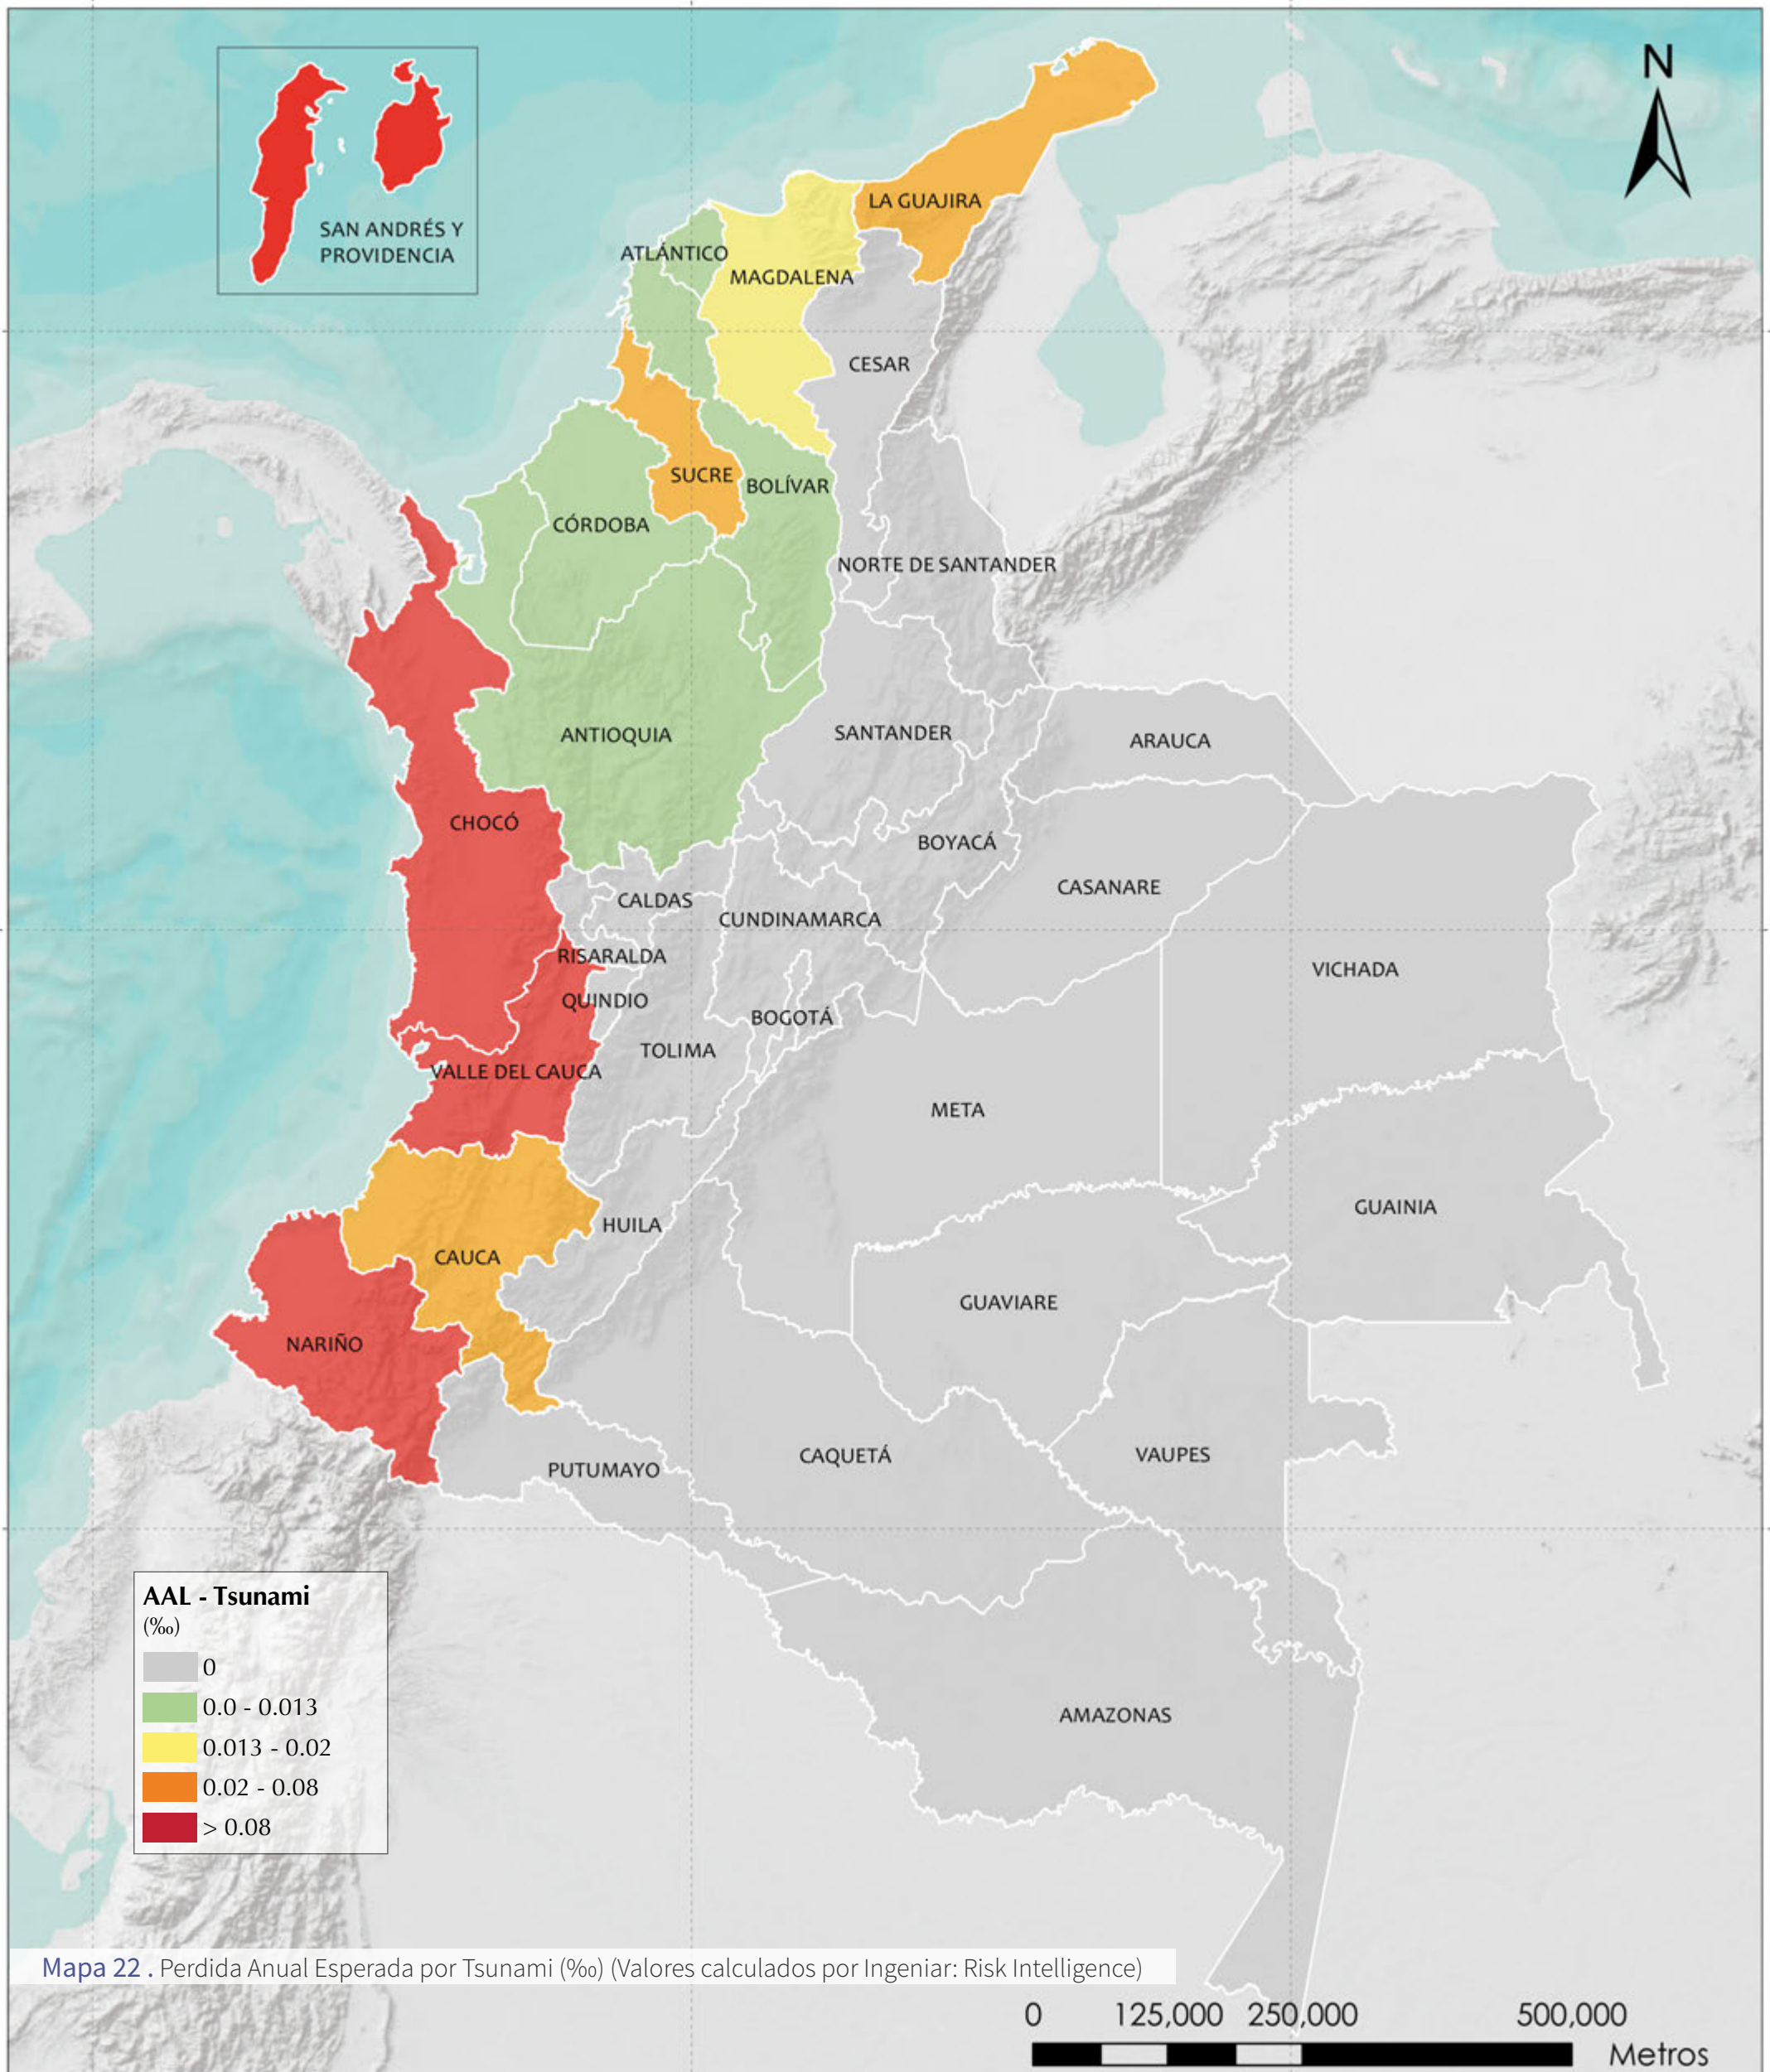 N
SAN ANDRÉS Y
PROVIDENCIA
LA GUAJIRA
ATLÁNTICO
MAGDALENA
CESAR
SUCRE
BOLÍVAR
CÓRDOBA
NORTE DE SANTANDER
ANTIOQUIA
SANTANDER
ARAUCA
CHOCÓ
BOYACÁ
CASANARE
CALDAS
CUNDINAMARCA
RISARALDA
VICHADA
QUINDIO
BOGOTÁ
TOLIMA
VALLE DEL CAUCA
META
GUAINIA
HUILA
CAUCA
GUAVIARE
NARIÑO
CAQUETÁ
VAUPES
PUTUMAYO
AMAZONAS
AAL - Tsunami
(‰)
0
0.0 - 0.013
0.013 - 0.02
0.02 - 0.08
> 0.08
Mapa 22 . Perdida Anual Esperada por Tsunami (‰) (Valores calculados por Ingeniar: Risk Intelligence)
0 125,000 250,000 500,000
Metros